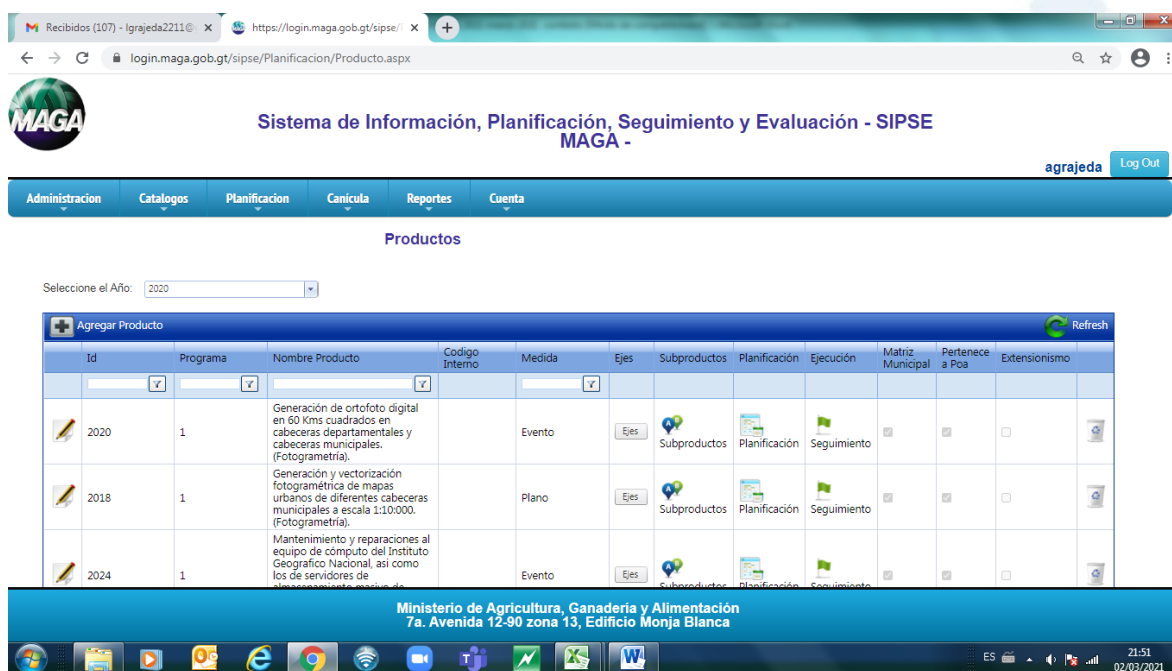 Recibidos (107) - lgrajeda2211@
https://login.maga.gob.gt/sipse/
login.maga.gob.gt/sipse/Planificacion/Producto.aspx
MAGA
Sistema de Información, Planificación, Seguimiento y Evaluación - SIPSE
MAGA -
agrajeda
Log Out
Administracion Catalogos Planificacion Canícula Reportes Cuenta
Productos
Seleccione el Año: 2020
Agregar Producto Refresh
Id Programa Nombre Producto Codigo Interno Medida Ejes Subproductos Planificación Ejecución Matriz Municipal Pertenece a Poa Extensionismo
Generación de ortofoto digital
en 60 Kms cuadrados en
cabeceras departamentales y
cabeceras municipales.
(Fotogrametría).
2020 1 Evento Ejes Subproductos Planificación Seguimiento
Generación y vectorización
fotogramétrica de mapas
urbanos de diferentes cabeceras
municipales a escala 1:10:000.
(Fotogrametría).
2018 1 Plano Ejes Subproductos Planificación Seguimiento
Mantenimiento y reparaciones al
equipo de cómputo del Instituto
Geografico Nacional, asi como
los de servidores de
almacenamiento masivo de
2024 1 Evento Ejes Subproductos Planificación Seguimiento
Ministerio de Agricultura, Ganaderia y Alimentación
7a. Avenida 12-90 zona 13, Edificio Monja Blanca
ES
21:51
02/03/2021